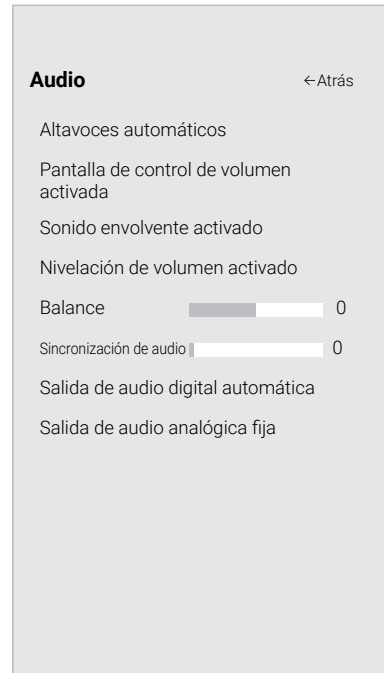 Audio ←Atrás
Altavoces automáticos
Pantalla de control de volumen
activada
Sonido envolvente activado
Nivelación de volumen activado
Balance 0
Sincronización de audio 0
Salida de audio digital automática
Salida de audio analógica fija